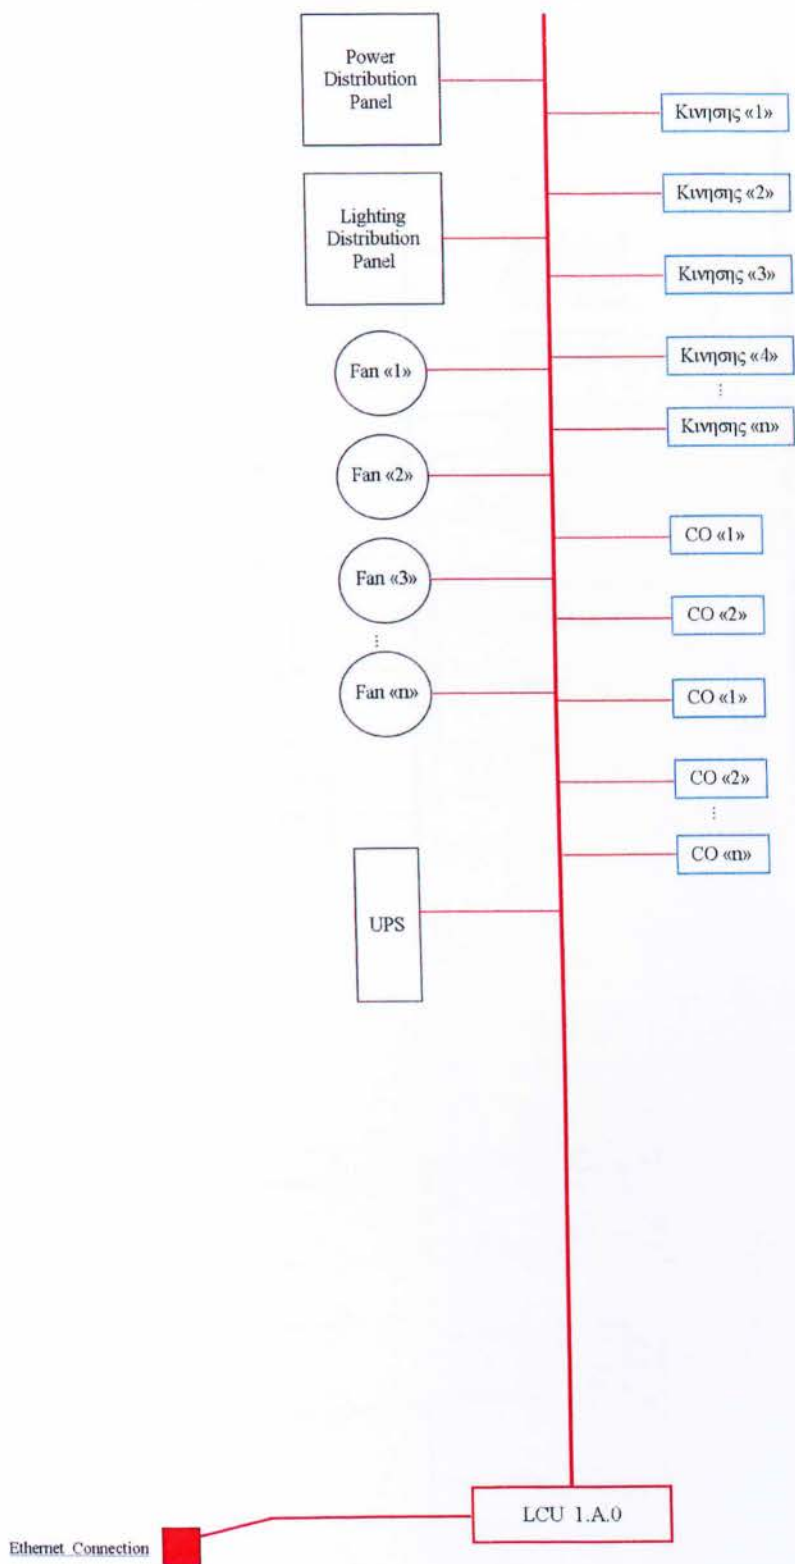 Power
Distribution
Panel
Lighting
Distribution
Panel
Fan «1»
Fan «2»
Fan «3»
⋮
Fan «n»
UPS
Κινησης «1»
Κινησης «2»
Κινησης «3»
Κινησης «4»
⋮
Κινησης «n»
CO «1»
CO «2»
CO «1»
CO «2»
⋮
CO «n»
LCU 1.A.0
Ethernet Connection